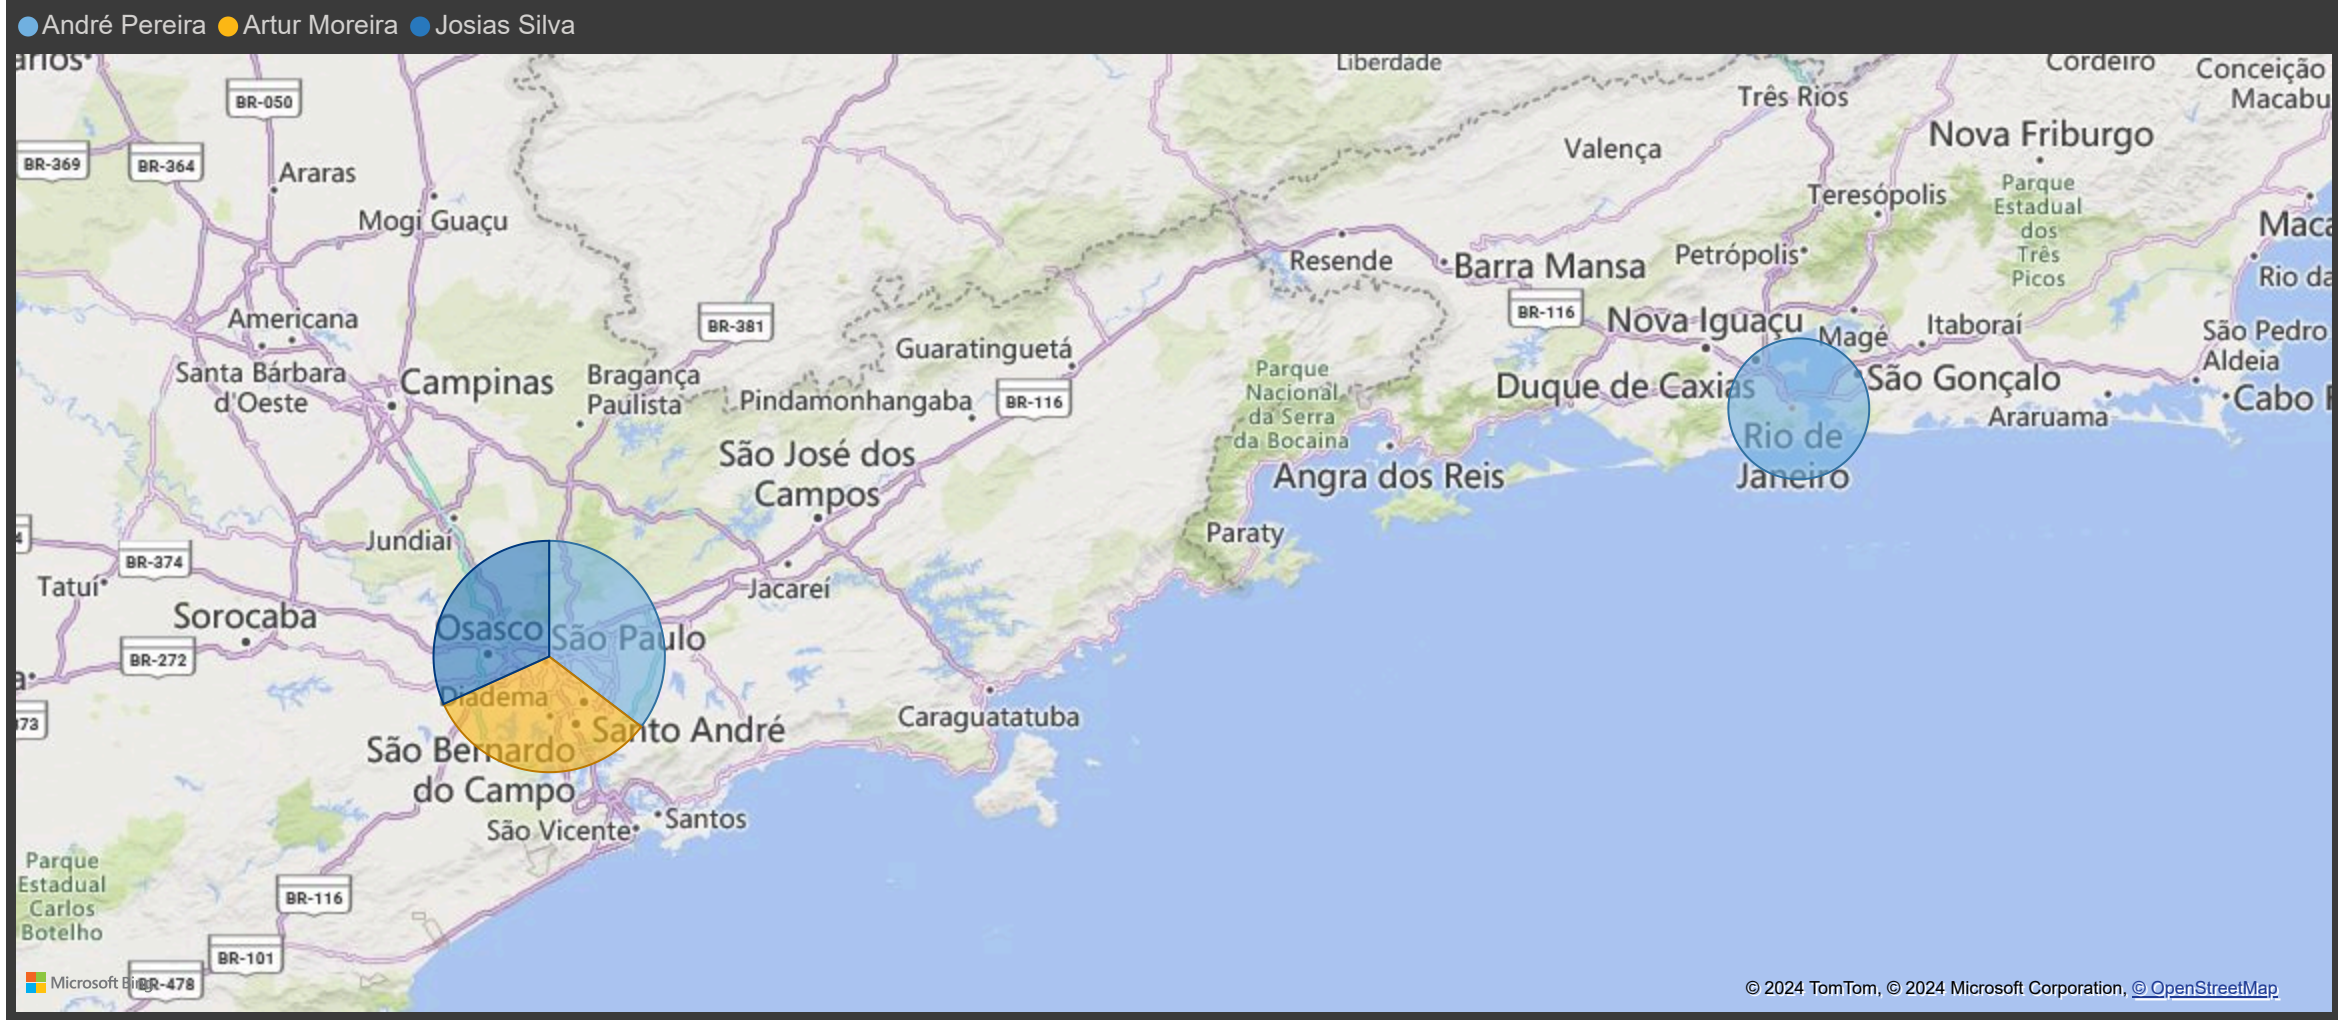 André Pereira Artur Moreira Josias Silva
Liberdade
Cordeiro
Conceição
Macabu
BR-050
Três Rios
Nova Friburgo
Valença
BR-369
BR-364
Araras
Mogi Guaçu
Teresópolis
Parque
Estadual
dos
Três
Picos
Resende
Barra Mansa
Petrópolis
Rio da
Americana
BR-381
BR-116
Nova Iguaçu
Magé
Itaboraí
São Pedro
Aldeia
Guaratinguetá
Santa Bárbara
d'Oeste
Campinas
Bragança
Paulista
Pindamonhangaba
BR-116
Parque
Nacional
da Serra
da Bocaina
Duque de Caxias
São Gonçalo
Araruama
Cabo F
Rio de
Janeiro
São José dos
Campos
Angra dos Reis
Paraty
Jundiaí
BR-374
Tatuí
Jacareí
Sorocaba
Osasco
São Paulo
BR-272
Diadema
Santo André
Caraguatatuba
São Bernardo
do Campo
São Vicente
Santos
Parque
Estadual
Carlos
Botelho
BR-116
BR-101
BR-478
Microsoft Bing
© 2024 TomTom, © 2024 Microsoft Corporation, © OpenStreetMap